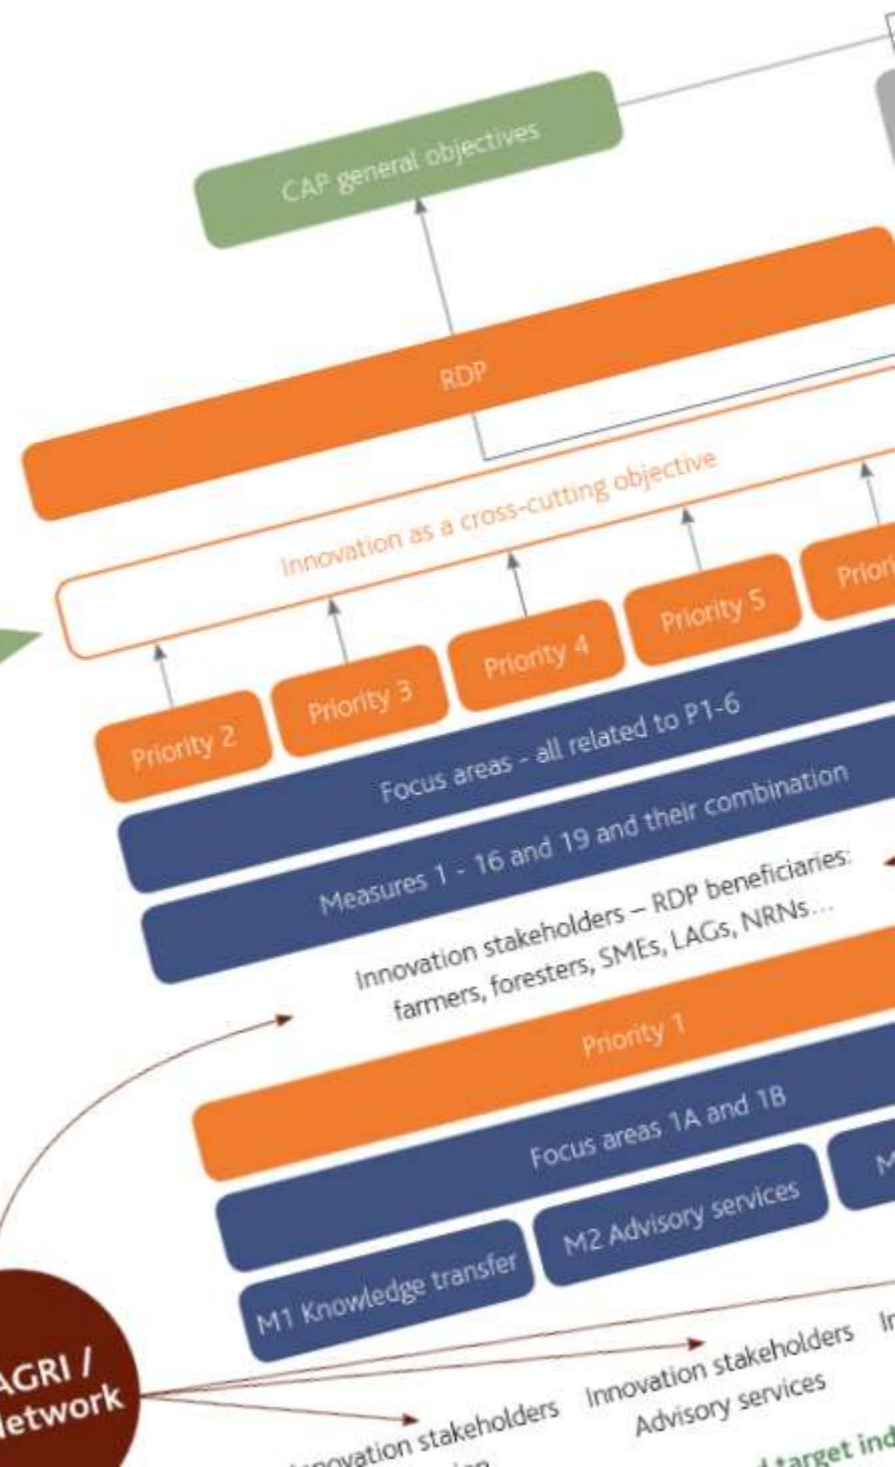 CAP general objectives
RDP
Innovation as a cross-cutting objective
Priority 2
Priority 3
Priority 4
Priority 5
Focus areas - all related to P1-6
Measures 1 - 16 and 19 and their combination
Innovation stakeholders – RDP beneficiaries:
farmers, foresters, SMEs, LAGs, NRNs...
Priority 1
Focus areas 1A and 1B
M1 Knowledge transfer
M2 Advisory services
AGRI /
Innovation stakeholders
Advisory services
stakeholders
target